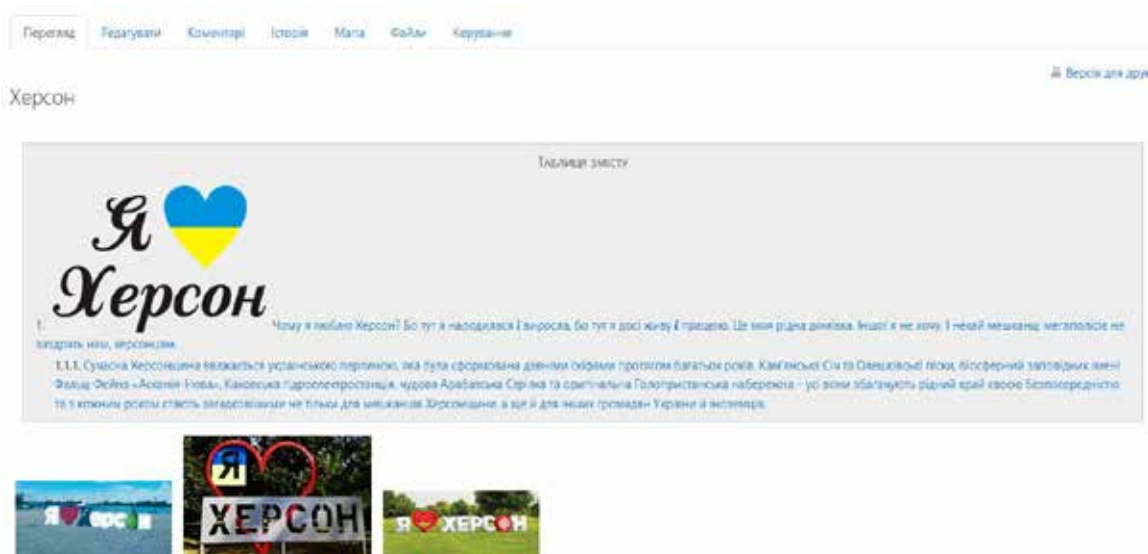 Перегляд Редагувати Коментарі Історія Мапа Файли Керування
Версія для друк
Херсон
Таблиця змісту
Я
Херсон
1. Чому я люблю Херсон? Бо тут я народилася і виросла, бо тут я досі живу й працюю. Це моя рідна домівка. Іншої я не хочу. І нехай мешканці мегаполісів не
заздрять нам, херсонцям.
1.1.1. Сучасна Херсонщина вважається українською перлиною, яка була сформована давніми скіфами протягом багатьох років. Кам'янська Січ та Олешківські піски, біосферний заповідник імені
Фальц-Фейна «Асканія-Нова», Каховська гідроелектростанція, чудова Арабатська Стрілка та оригінальна Голопристанська набережна – усі вони збагачують рідний край своєю безпосередністю
та з кожним роком стають загадковішими не тільки для мешканців Херсонщини, а ще й для інших громадян України й іноземців.
Я Херсон
Я
ХЕРСОН
Я ХЕРСОН